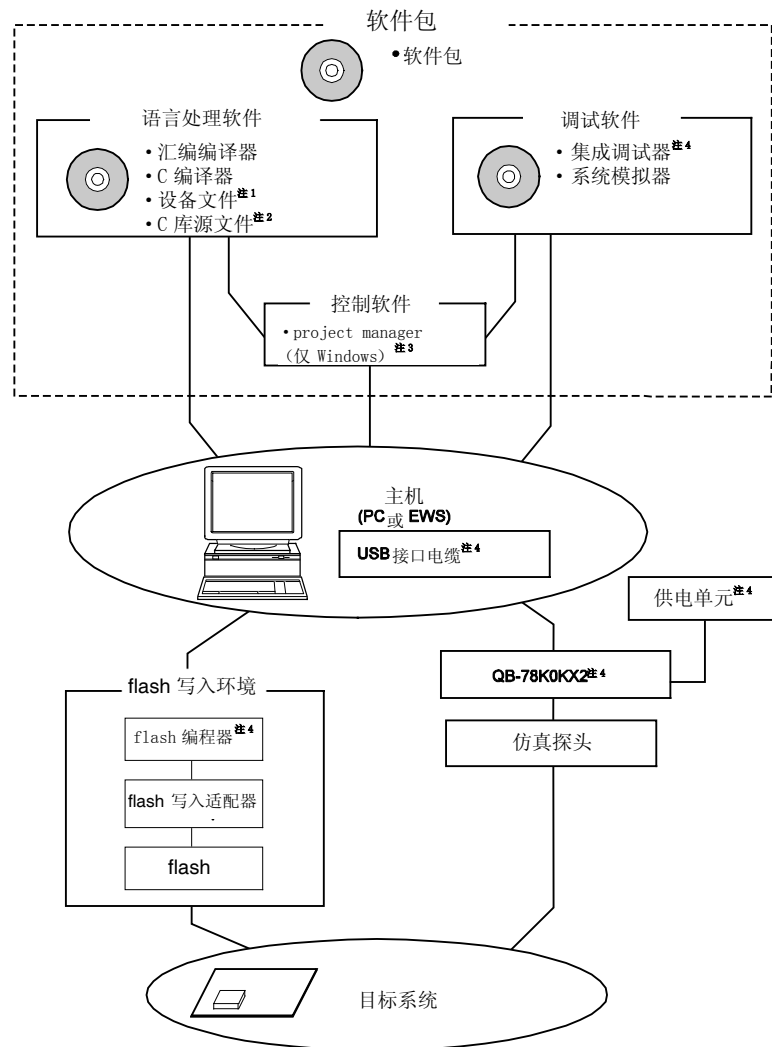 软件包
•软件包
语言处理软件
・汇编编译器
・C 编译器
・设备文件注1
・C 库源文件注2
调试软件
・集成调试器注4
・系统模拟器
控制软件
・project manager
（仅 Windows）注3
主机
(PC或 EWS)
USB接口电缆注4
供电单元注4
flash 写入环境
flash 编程器注4
flash 写入适配器
flash
QB-78K0KX2注4
仿真探头
目标系统